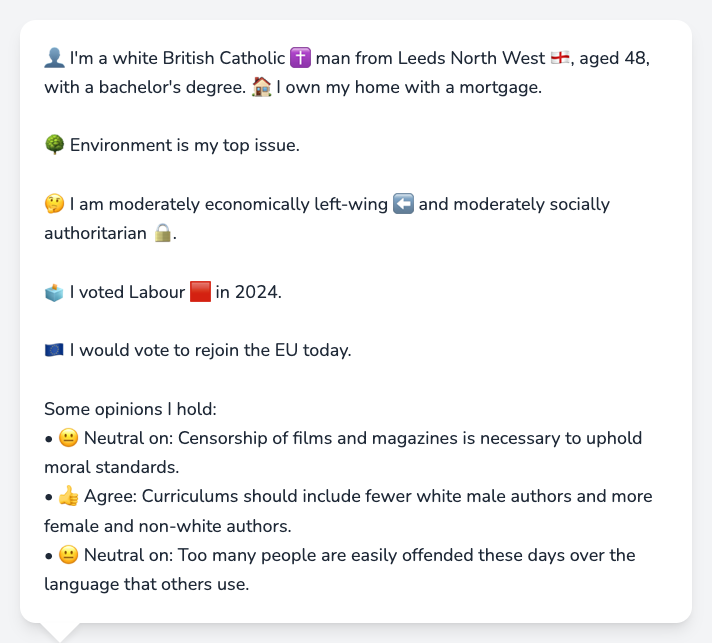 👤 I'm a white British Catholic ✝️ man from Leeds North West 🏴󠁧󠁢󠁥󠁮󠁧󠁿, aged 48,
with a bachelor's degree. 🏠 I own my home with a mortgage.
🌳 Environment is my top issue.
🤔 I am moderately economically left-wing ⬅️ and moderately socially
authoritarian 🔒.
🗳️ I voted Labour 🟥 in 2024.
🇪🇺 I would vote to rejoin the EU today.
Some opinions I hold:
• 😐 Neutral on: Censorship of films and magazines is necessary to uphold
moral standards.
• 👍 Agree: Curriculums should include fewer white male authors and more
female and non-white authors.
• 😐 Neutral on: Too many people are easily offended these days over the
language that others use.